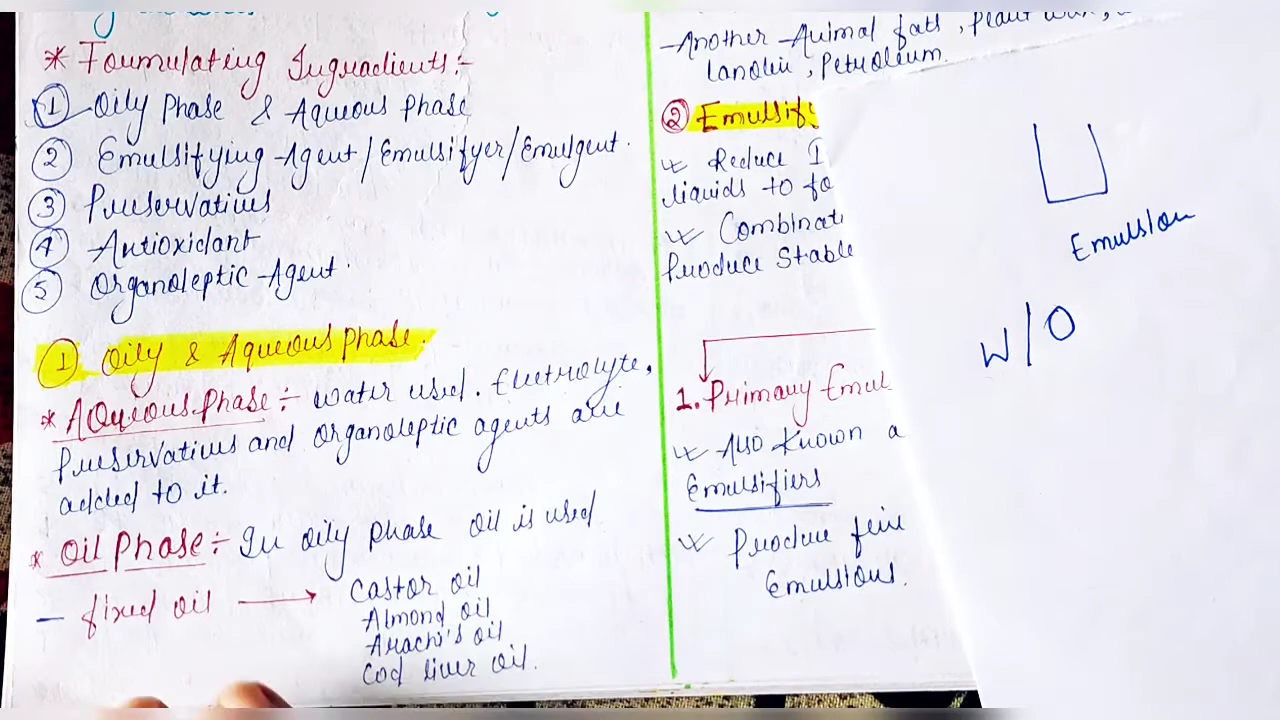 * Formulating Ingradients:-
① Oily Phase & Aqueous Phase
② Emulsifying Agent/Emulsifyer/Emulgent.
③ Preservatives
④ Antioxidant
⑤ Organoleptic Agent.
① Oily & Aqueous phase.
* Aqueous phase:- water used. Electrolyte,
Preservatives and organoleptic agents are
added to it.
* Oil Phase:- In oily phase oil is used
- fixed oil → Castor oil
Almond oil
Arachi's oil
Cod liver oil.
-Another Animal fats, plant wax,
Lanolin, Petroleum.
② Emulsify
Reduce I
liquids to fo
Combinati
Produce Stable
1. Primary Emul
Also Known a
Emulsifiers
Produce fine
Emulsions.
Emulsion
W/O